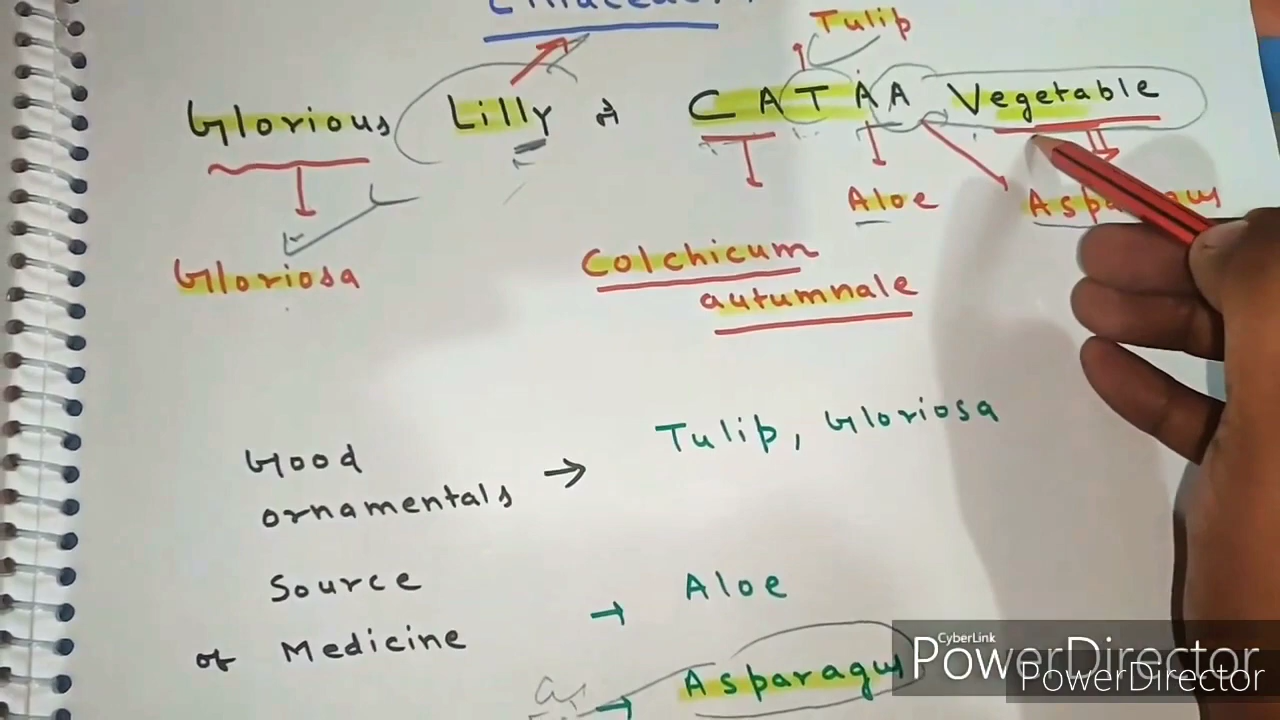 Tulip
Glorious Lilly ने CATAA Vegetable
Aloe
Gloriosa
Colchicum
autumnale
Good
ornamentals → Tulip, Gloriosa
Source
of Medicine → Aloe
→ Asparagus
CyberLink
PowerDirector
PowerDirector